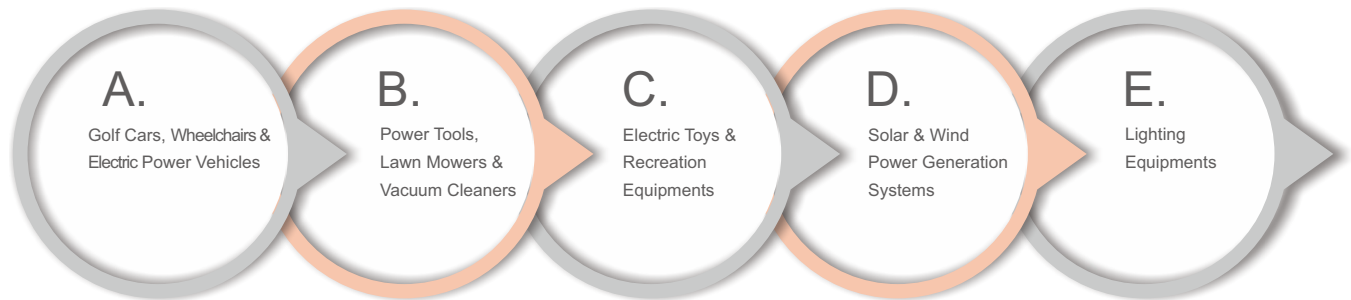 A.
Golf Cars, Wheelchairs &
Electric Power Vehicles
B.
Power Tools,
Lawn Mowers &
Vacuum Cleaners
C.
Electric Toys &
Recreation
Equipments
D.
Solar & Wind
Power Generation
Systems
E.
Lighting
Equipments